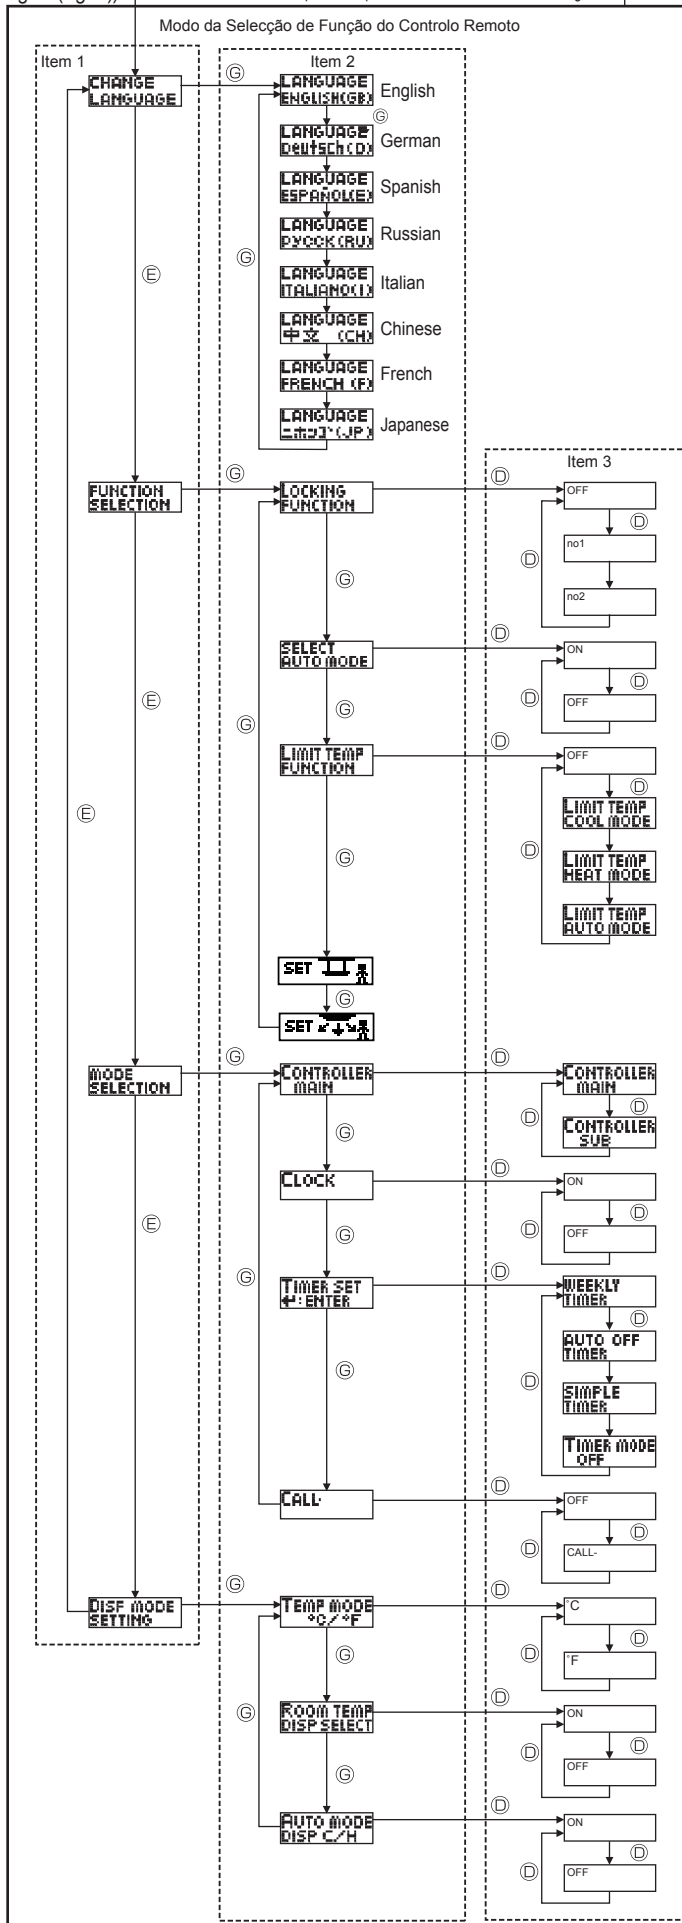 Modo da Selecção de Função do Controlo Remoto
Item 1
CHANGE
LANGUAGE
Ⓔ
FUNCTION
SELECTION
Ⓔ
Ⓔ
MODE
SELECTION
Ⓔ
DISP MODE
SETTING
Item 2
Ⓖ
LANGUAGE
ENGLISH(GB)
English
Ⓖ
LANGUAGE
Deutsch(D)
German
LANGUAGE
ESPAÑOL(E)
Spanish
LANGUAGE
РУССК(RU)
Russian
Ⓖ
LANGUAGE
ITALIANO(I)
Italian
LANGUAGE
中文 (CH)
Chinese
LANGUAGE
FRENCH (F)
French
LANGUAGE
ニホンゴ(JP)
Japanese
Ⓖ
LOCKING
FUNCTION
Ⓖ
SELECT
AUTO MODE
Ⓖ
Ⓖ
LIMIT TEMP
FUNCTION
Ⓖ
SET
Ⓖ
SET
Ⓖ
CONTROLLER
MAIN
Ⓖ
CLOCK
Ⓖ
Ⓖ
TIMER SET
↵:ENTER
Ⓖ
CALL-
Ⓖ
TEMP MODE
°C/°F
Ⓖ
Ⓖ
ROOM TEMP
DISP SELECT
Ⓖ
AUTO MODE
DISP C/H
Item 3
Ⓓ
OFF
Ⓓ
Ⓓ
no1
no2
Ⓓ
ON
Ⓓ
Ⓓ
OFF
Ⓓ
OFF
Ⓓ
LIMIT TEMP
COOL MODE
Ⓓ
LIMIT TEMP
HEAT MODE
LIMIT TEMP
AUTO MODE
Ⓓ
CONTROLLER
MAIN
Ⓓ
Ⓓ
CONTROLLER
SUB
Ⓓ
ON
Ⓓ
Ⓓ
OFF
Ⓓ
WEEKLY
TIMER
Ⓓ
AUTO OFF
TIMER
Ⓓ
SIMPLE
TIMER
TIMER MODE
OFF
Ⓓ
OFF
Ⓓ
Ⓓ
CALL-
Ⓓ
°C
Ⓓ
Ⓓ
°F
Ⓓ
ON
Ⓓ
Ⓓ
OFF
Ⓓ
ON
Ⓓ
Ⓓ
OFF